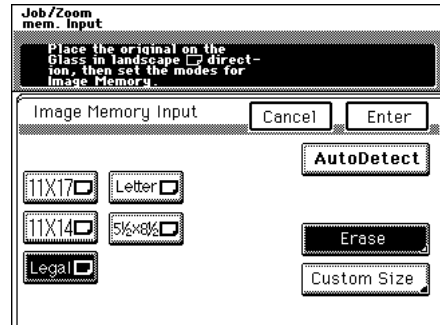 Job/Zoom
mem. Input
Place the original on the
Glass in landscape direct-
ion, then set the modes for
Image Memory.
Image Memory Input
Cancel
Enter
AutoDetect
11X17
Letter
11X14
5½x8½
Erase
Legal
Custom Size